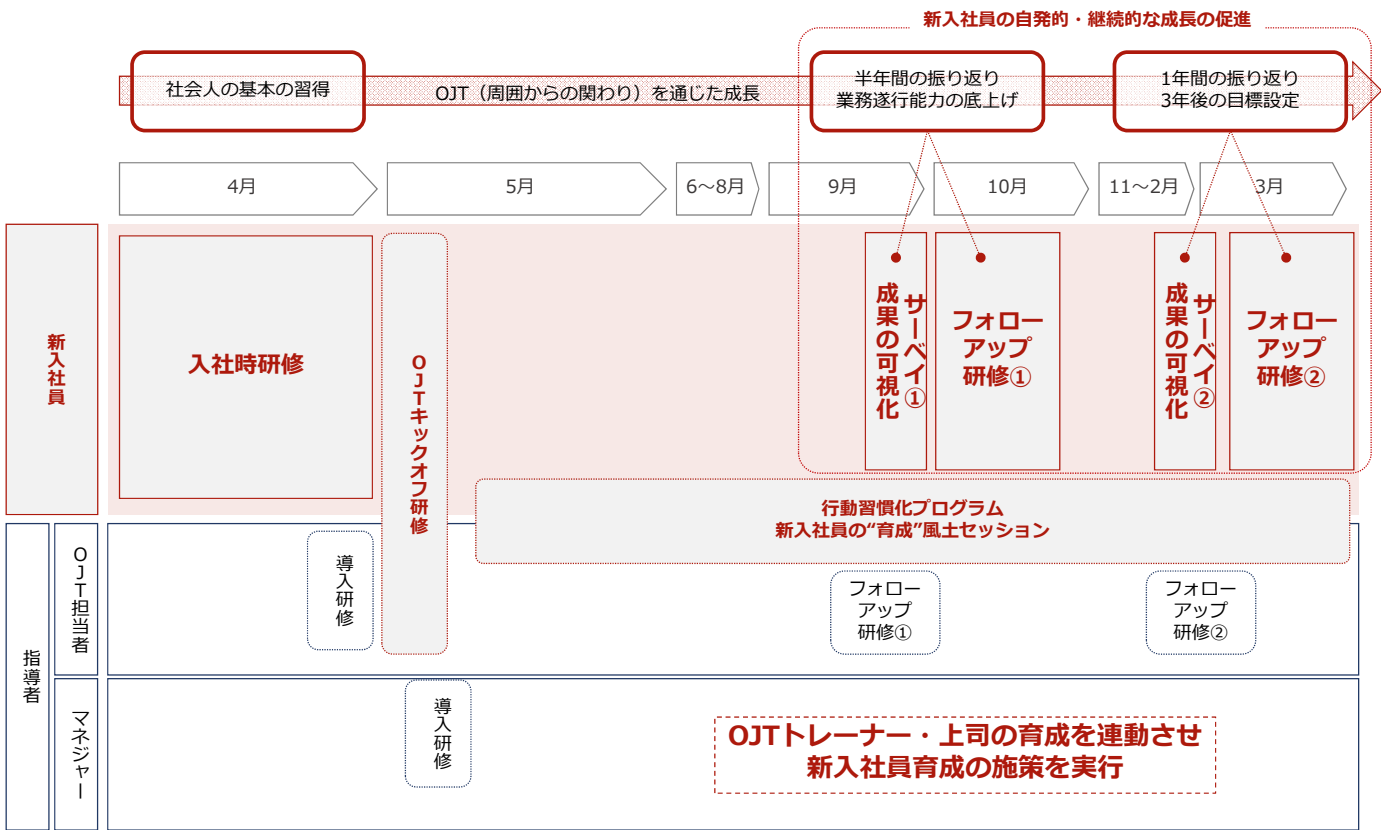 新入社員の自発的・継続的な成長の促進
社会人の基本の習得
OJT（周囲からの関わり）を通じた成長
半年間の振り返り
業務遂行能力の底上げ
1年間の振り返り
3年後の目標設定
4月
5月
6～8月
9月
10月
11～2月
3月
新入社員
入社時研修
OJTキックオフ研修
サーベイ①
成果の可視化
フォロー
アップ
研修①
サーベイ②
成果の可視化
フォロー
アップ
研修②
行動習慣化プログラム
新入社員の“育成”風土セッション
指導者
OJT担当者
導入研修
フォロー
アップ
研修①
フォロー
アップ
研修②
マネジャー
導入研修
OJTトレーナー・上司の育成を連動させ
新入社員育成の施策を実行